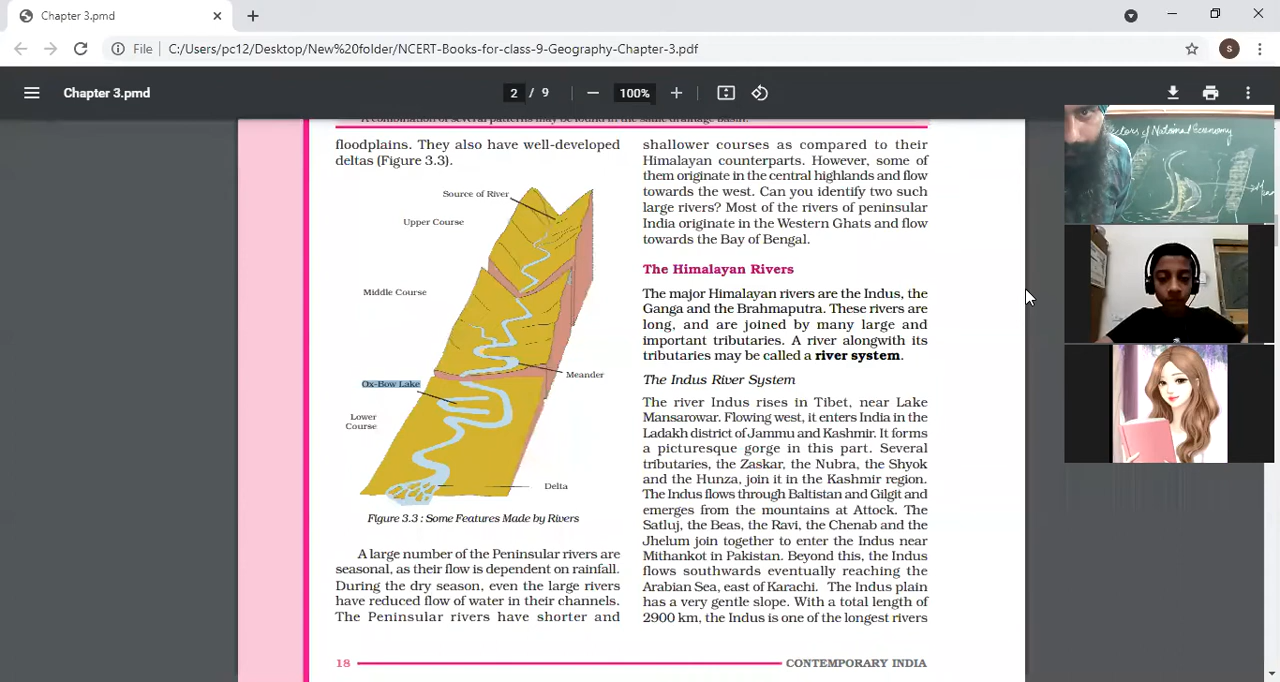 Chapter 3.pmd
File
C:/Users/pc12/Desktop/New%20folder/NCERT-Books-for-class-9-Geography-Chapter-3.pdf
S
Chapter 3.pmd
2 / 9
100%
A combination of several patterns may be found in the same drainage basin.
floodplains. They also have well-developed
deltas (Figure 3.3).
Source of River
Upper Course
Middle Course
Meander
Ox-Bow Lake
Lower
Course
Delta
Figure 3.3 : Some Features Made by Rivers
A large number of the Peninsular rivers are
seasonal, as their flow is dependent on rainfall.
During the dry season, even the large rivers
have reduced flow of water in their channels.
The Peninsular rivers have shorter and
shallower courses as compared to their
Himalayan counterparts. However, some of
them originate in the central highlands and flow
towards the west. Can you identify two such
large rivers? Most of the rivers of peninsular
India originate in the Western Ghats and flow
towards the Bay of Bengal.
The Himalayan Rivers
The major Himalayan rivers are the Indus, the
Ganga and the Brahmaputra. These rivers are
long, and are joined by many large and
important tributaries. A river alongwith its
tributaries may be called a river system.
The Indus River System
The river Indus rises in Tibet, near Lake
Mansarowar. Flowing west, it enters India in the
Ladakh district of Jammu and Kashmir. It forms
a picturesque gorge in this part. Several
tributaries, the Zaskar, the Nubra, the Shyok
and the Hunza, join it in the Kashmir region.
The Indus flows through Baltistan and Gilgit and
emerges from the mountains at Attock. The
Satluj, the Beas, the Ravi, the Chenab and the
Jhelum join together to enter the Indus near
Mithankot in Pakistan. Beyond this, the Indus
flows southwards eventually reaching the
Arabian Sea, east of Karachi. The Indus plain
has a very gentle slope. With a total length of
2900 km, the Indus is one of the longest rivers
18
CONTEMPORARY INDIA
of National Economy